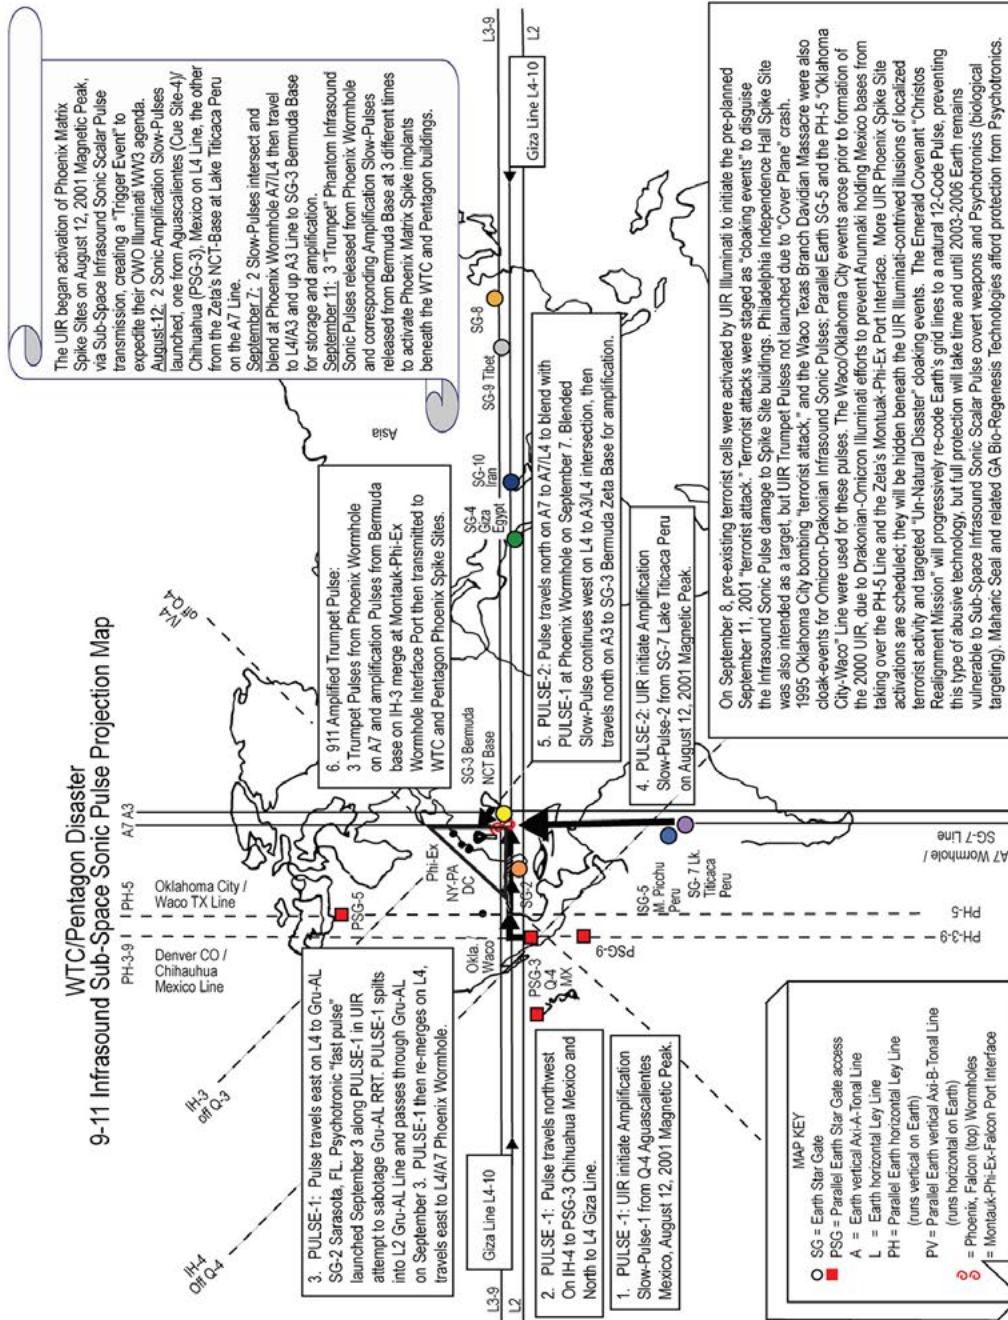 WTC/Pentagon Disaster
9-11 Infrasound Sub-Space Sonic Pulse Projection Map
The UIR began activation of Phoenix Matrix
Spike Sites on August 12, 2001 Magnetic Peak,
via Sub-Space Infrasound Sonic Scalar Pulse
transmission, creating a "Trigger Event" to
expedite their OWO Illuminati WW3 agenda.
August-12: 2 Sonic Amplification Slow-Pulses
launched, one from Aguascalientes (Cue Site-4)/
Chihuahua (PSG-3), Mexico on L4 Line, the other
from the Zeta's NCT-Base at Lake Titicaca Peru
on the A7 Line.
September 7: 2 Slow-Pulses intersect and
blend at Phoenix Wormhole A7/L4 then travel
to L4/A3 and up A3 Line to SG-3 Bermuda Base
for storage and amplification.
September 11: 3 "Trumpet" Phantom Infrasound
Sonic Pulses released from Phoenix Wormhole
and corresponding Amplification Slow-Pulses
released from Bermuda Base at 3 different times
to activate Phoenix Matrix Spike implants
beneath the WTC and Pentagon buildings.
IH-4
Off Q-4
IH-3
off Q-3
PH-3-9
PH-5
A7 A3
IV-4
off Q-4
Denver CO /
Chihauhua
Mexico Line
Oklahoma City /
Waco TX Line
3. PULSE-1: Pulse travels east on L4 to Gru-AL
SG-2 Sarasota, FL. Psychotronic "fast pulse"
launched September 3 along PULSE-1 in UIR
attempt to sabotage Gru-AL RRT. PULSE-1 splits
into L2 Gru-AL Line and passes through Gru-AL
on September 3. PULSE-1 then re-merges on L4,
travels east to L4/A7 Phoenix Wormhole.
6. 911 Amplified Trumpet Pulse:
3 Trumpet Pulses from Phoenix Wormhole
on A7 and amplification Pulses from Bermuda
base on IH-3 merge at Montauk-Phi-Ex
Wormhole Interface Port then transmitted to
WTC and Pentagon Phoenix Spike Sites.
PSG-5
Phi-Ex
NY-PA
DC
Okla.
Waco
SG-2
SG-3 Bermuda
NCT Base
Asia
SG-4
Giza
Egypt
SG-10
Iran
SG-9 Tibet
SG-8
L3-9
L2
Giza Line L4-10
L3-9
L2
Giza Line L4-10
2. PULSE -1: Pulse travels northwest
On IH-4 to PSG-3 Chihuahua Mexico and
North to L4 Giza Line.
PSG-3
Q-4
MX
5. PULSE-2: Pulse travels north on A7 to A7/L4 to blend with
PULSE-1 at Phoenix Wormhole on September 7. Blended
Slow-Pulse continues west on L4 to A3/L4 intersection, then
travels north on A3 to SG-3 Bermuda Zeta Base for amplification.
1. PULSE -1: UIR initiate Amplification
Slow-Pulse-1 from Q-4 Aguascalientes
Mexico, August 12, 2001 Magnetic Peak.
PSG-9
ISG-5
M. Picchu
Peru
SG-7 Lk.
Titicaca
Peru
4. PULSE-2: UIR initiate Amplification
Slow-Pulse-2 from SG-7 Lake Titicaca Peru
on August 12, 2001 Magnetic Peak.
PH-3-9
PH-5
A7 Wormhole /
SG-7 Line
MAP KEY
SG = Earth Star Gate
PSG = Parallel Earth Star Gate access
A = Earth vertical Axi-A-Tonal Line
L = Earth horizontal Ley Line
PH = Parallel Earth horizontal Ley Line
(runs vertical on Earth)
PV = Parallel Earth vertical Axi-B-Tonal Line
(runs horizontal on Earth)
= Phoenix, Falcon (top) Wormholes
= Montauk-Phi-Ex-Falcon Port Interface
On September 8, pre-existing terrorist cells were activated by UIR Illuminati to initiate the pre-planned
September 11, 2001 "terrorist attack." Terrorist attacks were staged as "cloaking events" to disguise
the Infrasound Sonic Pulse damage to Spike Site buildings. Philadelphia Independence Hall Spike Site
was also intended as a target, but UIR Trumpet Pulses not launched due to "Cover Plane" crash.
1995 Oklahoma City bombing "terrorist attack," and the Waco Texas Branch Davidian Massacre were also
cloak-events for Omicron-Drakonian Infrasound Sonic Pulses; Parallel Earth SG-5 and the PH-5 "Oklahoma
City-Waco" Line were used for these pulses. The Waco/Oklahoma City events arose prior to formation of
the 2000 UIR, due to Drakonian-Omicron Illuminati efforts to prevent Anunnaki holding Mexico bases from
taking over the PH-5 Line and the Zeta's Montuak-Phi-Ex Port Interface. More UIR Phoenix Spike Site
activations are scheduled; they will be hidden beneath the UIR Illuminati-contrived illusions of localized
terrorist activity and targeted "Un-Natural Disaster" cloaking events. The Emerald Covenant "Christos
Realignment Mission" will progressively re-code Earth's grid lines to a natural 12-Code Pulse, preventing
this type of abusive technology, but full protection will take time and until 2003-2006 Earth remains
vulnerable to Sub-Space Infrasound Sonic Scalar Pulse covert weapons and Psychotronics (biological
targeting). Maharic Seal and related GA Bio-Regenesis Technologies afford protection from Psychotronics.